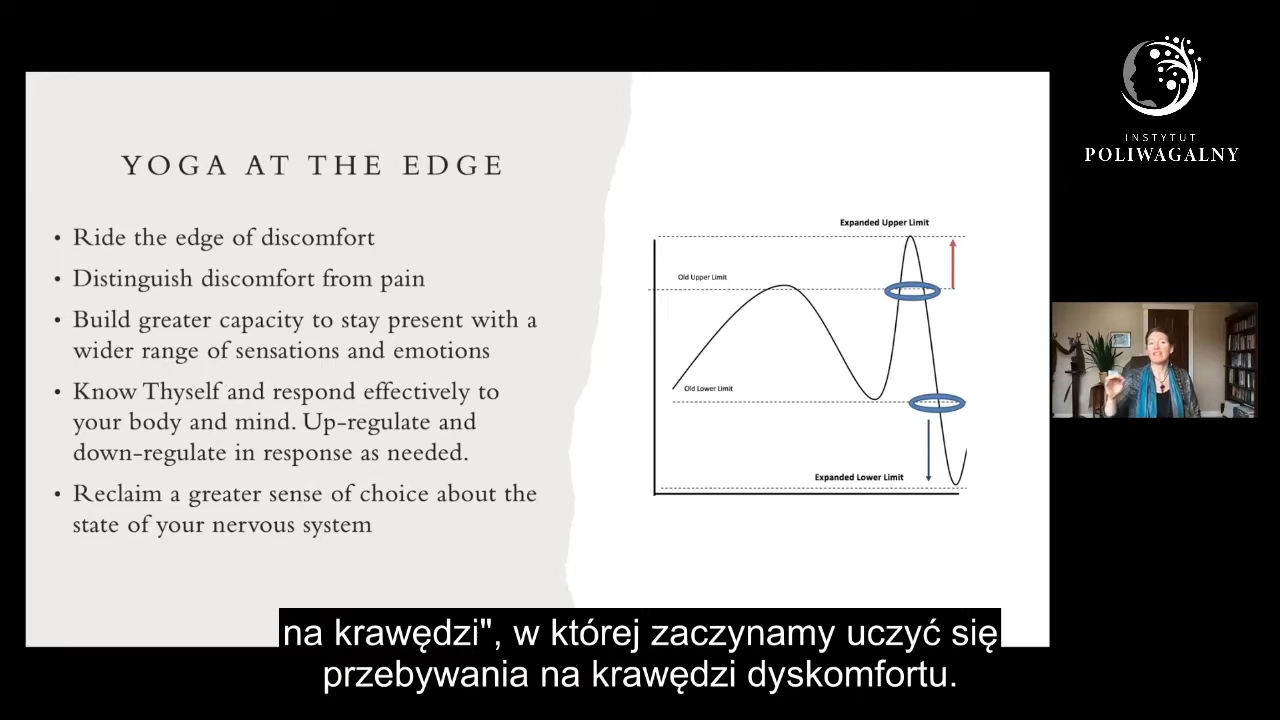 INSTYTUT
POLIWAGALNY
YOGA AT THE EDGE
• Ride the edge of discomfort
• Distinguish discomfort from pain
• Build greater capacity to stay present with a
wider range of sensations and emotions
• Know Thyself and respond effectively to
your body and mind. Up-regulate and
down-regulate in response as needed.
• Reclaim a greater sense of choice about the
state of your nervous system
Expanded Upper Limit
Old Upper Limit
Old Lower Limit
Expanded Lower Limit
na krawędzi", w której zaczynamy uczyć się
przebywania na krawędzi dyskomfortu.